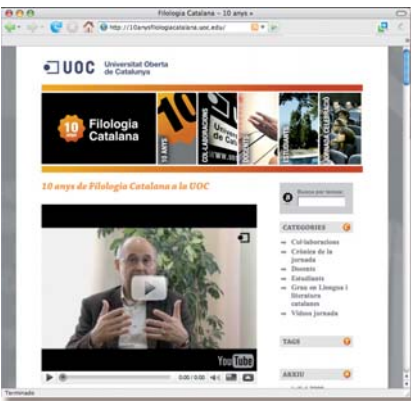 Filologia Catalana – 10 anys »
http://10anysfilologiacatalana.uoc.edu/
UOC
Universitat Oberta
de Catalunya
10
anys
Filologia
Catalana
10 ANYS
COL·LABORACIONS
DOCENTS
ESTUDIANTS
JORNADA CELEBRACIÓ
10 anys de Filologia Catalana a la UOC
Busca por temas:
CATEGORIES
Col·laboracions
Crònica de la
jornada
Docents
Estudiants
Grau en Llengua i
literatura
catalanes
Vídeos jornada
TAGS
ARXIU
YouTube
0:00 / 0:00
Terminado